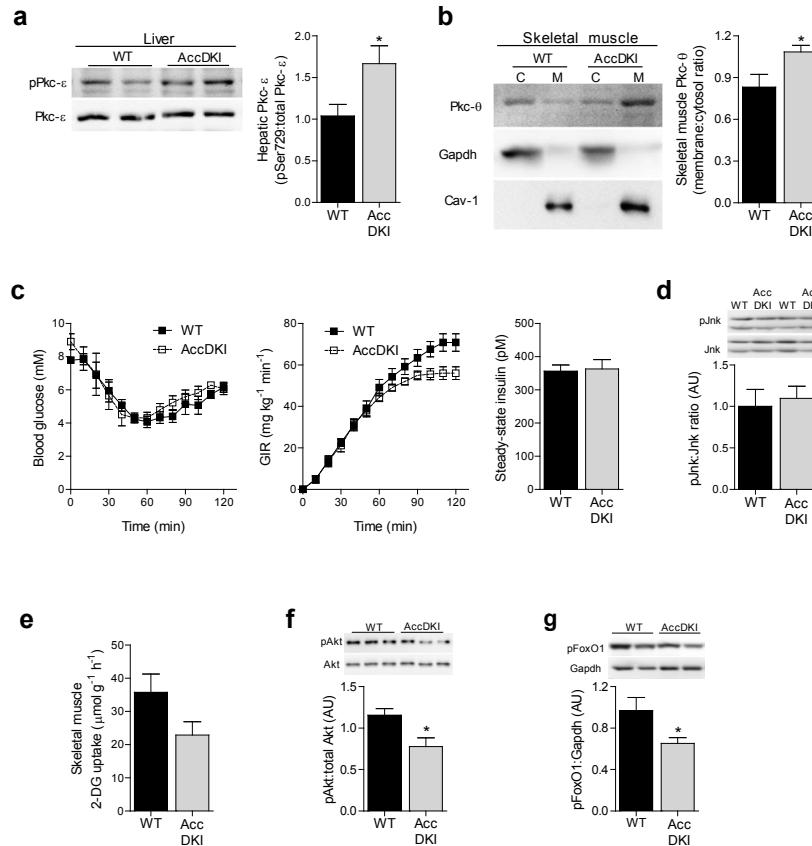 a
Liver
WT AccDKI
pPkc-ε
Pkc-ε
Hepatic Pkc-ε
(pSer729:total Pkc-ε)
2.0
1.5
1.0
0.5
0.0
*
WT Acc
DKI
b
Skeletal muscle
WT AccDKI
C M C M
Pkc-θ
Gapdh
Cav-1
Skeletal muscle Pkc-θ
(membrane:cytosol ratio)
1.2
0.9
0.6
0.3
0.0
*
WT Acc
DKI
c
Blood glucose (mM)
10
8
6
4
2
0
WT
AccDKI
0 30 60 90 120
Time (min)
GIR (mg kg⁻¹ min⁻¹)
80
60
40
20
0
WT
AccDKI
0 30 60 90 120
Time (min)
Steady-state insulin (pM)
500
400
300
200
100
0
WT Acc
DKI
d
Acc
WT DKI WT
pJnk
Jnk
pJnk:Jnk ratio (AU)
1.5
1.0
0.5
0.0
WT Acc
DKI
e
Skeletal muscle
2-DG uptake (μmol g⁻¹ h⁻¹)
50
40
30
20
10
0
WT Acc
DKI
f
WT AccDKI
pAkt
Akt
pAkt:total Akt (AU)
1.5
1.0
0.5
0.0
*
WT Acc
DKI
g
WT AccDKI
pFoxO1
Gapdh
pFoxO1:Gapdh (AU)
1.2
0.8
0.4
0.0
*
WT Acc
DKI